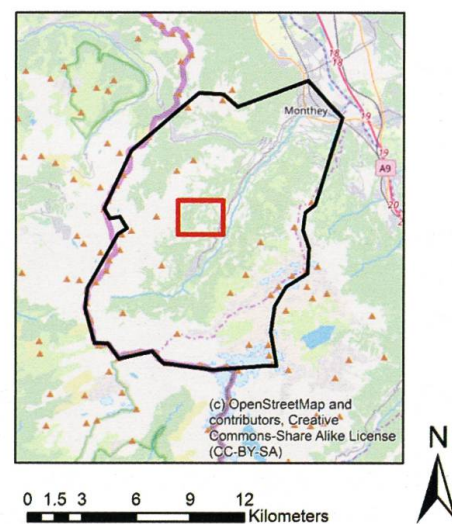 18
18
Monthey
19
19
A9
20
2
(c) OpenStreetMap and
contributors, Creative
Commons-Share Alike License
(CC-BY-SA)
N
0 1.5 3 6 9 12
Kilometers